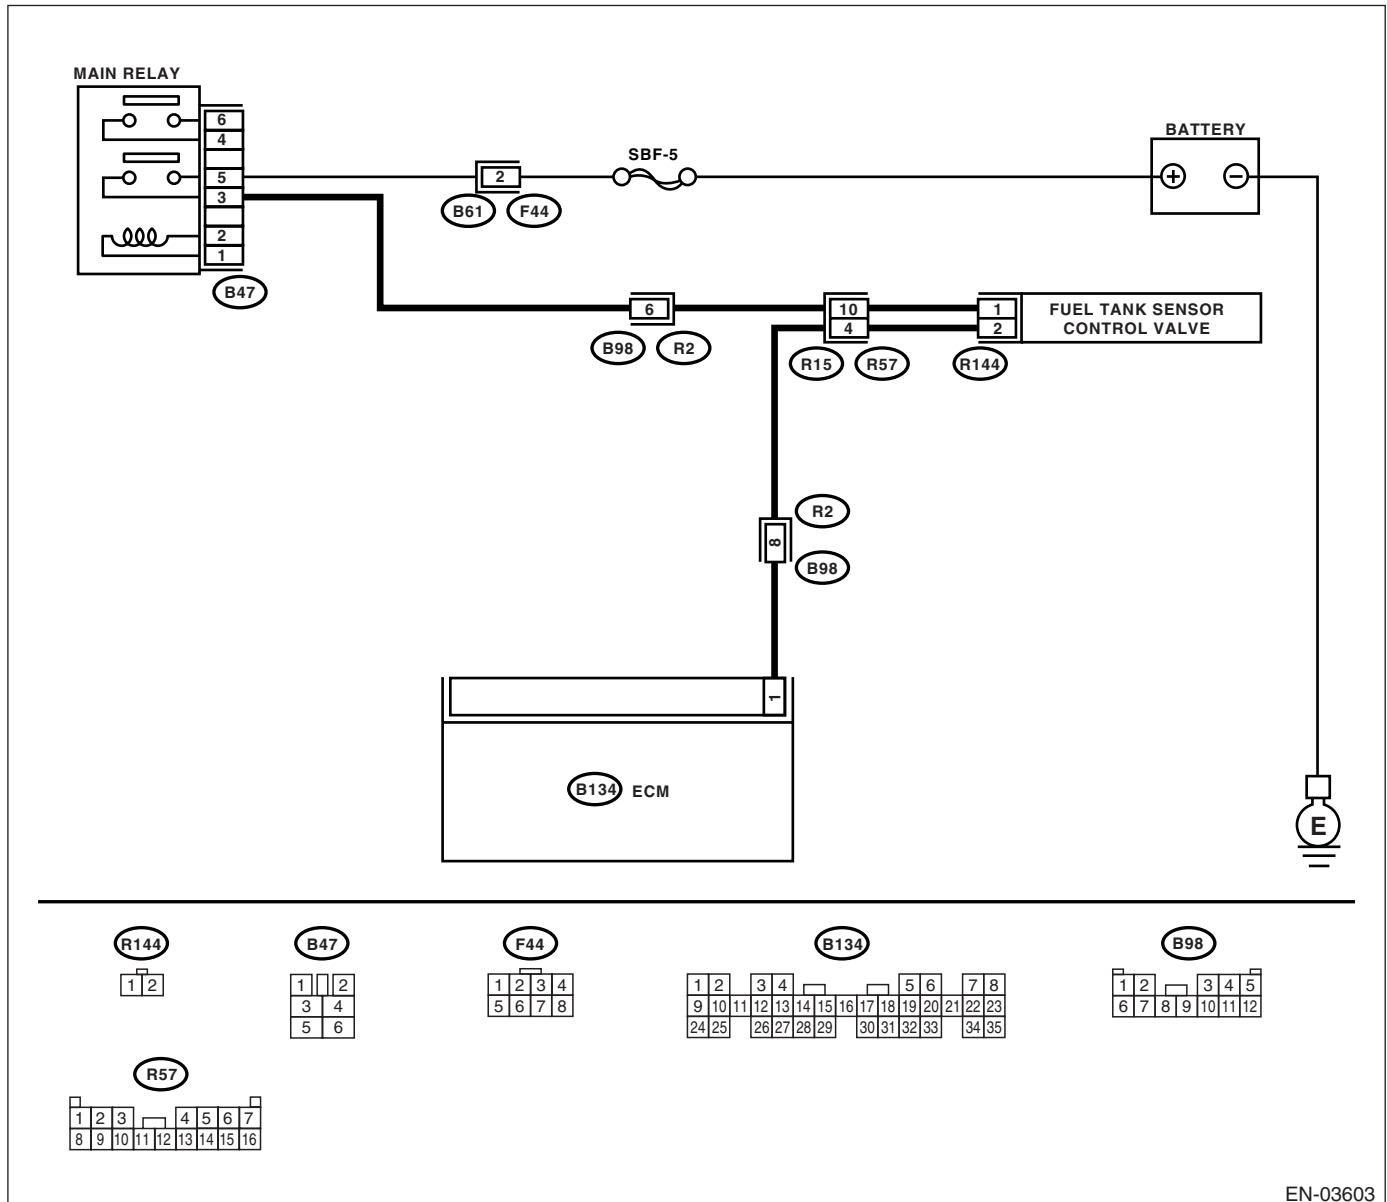 MAIN RELAY
6
4
5
3
2
1
B47
2
B61 F44
SBF-5
BATTERY
+ −
6
B98 R2
10
4
R15 R57
1
2
R144
FUEL TANK SENSOR
CONTROL VALVE
R2
8
B98
1
B134 ECM
E
R144
1 2
B47
1 2
3 4
5 6
F44
1 2 3 4
5 6 7 8
B134
1 2 3 4 5 6 7 8
9 10 11 12 13 14 15 16 17 18 19 20 21 22 23
24 25 26 27 28 29 30 31 32 33 34 35
B98
1 2 3 4 5
6 7 8 9 10 11 12
R57
1 2 3 4 5 6 7
8 9 10 11 12 13 14 15 16
EN-03603